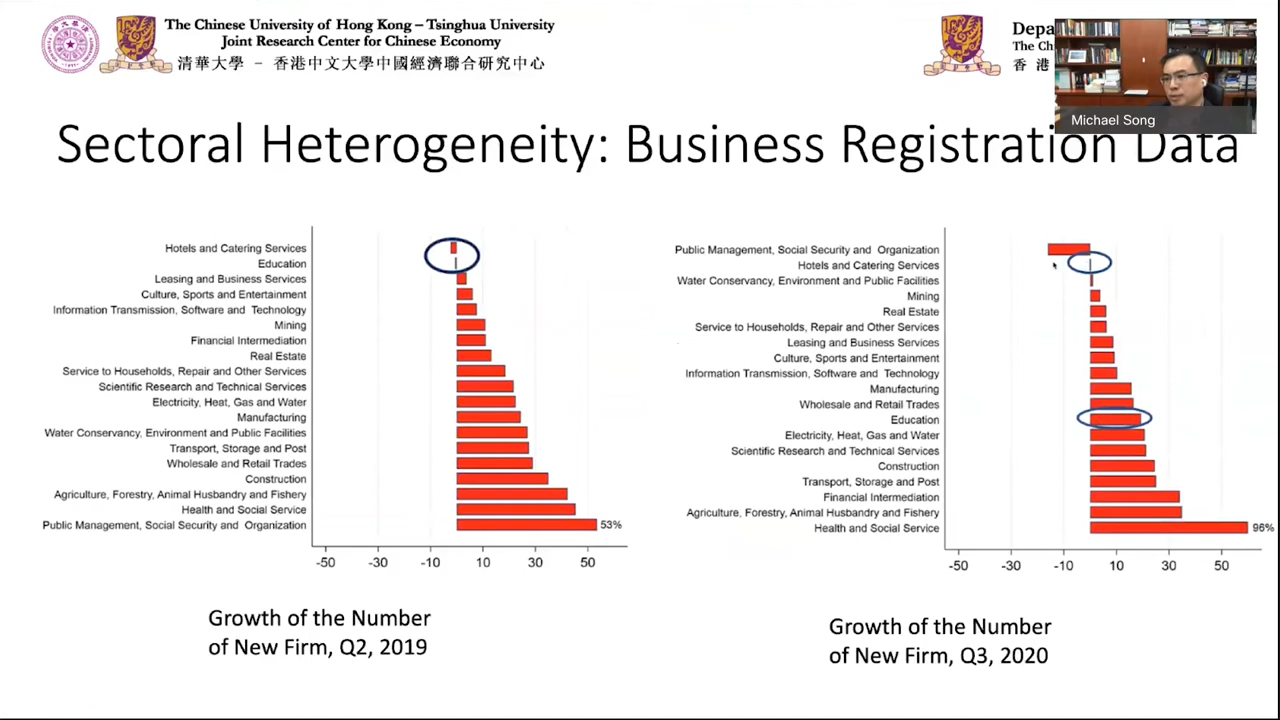 The Chinese University of Hong Kong – Tsinghua University
Joint Research Center for Chinese Economy
清華大學 – 香港中文大學中國經濟聯合研究中心
The Ch
香 港
Michael Song
Sectoral Heterogeneity: Business Registration Data
Hotels and Catering Services
Education
Leasing and Business Services
Culture, Sports and Entertainment
Information Transmission, Software and Technology
Mining
Financial Intermediation
Real Estate
Service to Households, Repair and Other Services
Scientific Research and Technical Services
Electricity, Heat, Gas and Water
Manufacturing
Water Conservancy, Environment and Public Facilities
Transport, Storage and Post
Wholesale and Retail Trades
Construction
Agriculture, Forestry, Animal Husbandry and Fishery
Health and Social Service
Public Management, Social Security and Organization
53%
-50 -30 -10 10 30 50
Growth of the Number
of New Firm, Q2, 2019
Public Management, Social Security and Organization
Hotels and Catering Services
Water Conservancy, Environment and Public Facilities
Mining
Real Estate
Service to Households, Repair and Other Services
Leasing and Business Services
Culture, Sports and Entertainment
Information Transmission, Software and Technology
Manufacturing
Wholesale and Retail Trades
Education
Electricity, Heat, Gas and Water
Scientific Research and Technical Services
Construction
Transport, Storage and Post
Financial Intermediation
Agriculture, Forestry, Animal Husbandry and Fishery
Health and Social Service
96%
-50 -30 -10 10 30 50
Growth of the Number
of New Firm, Q3, 2020